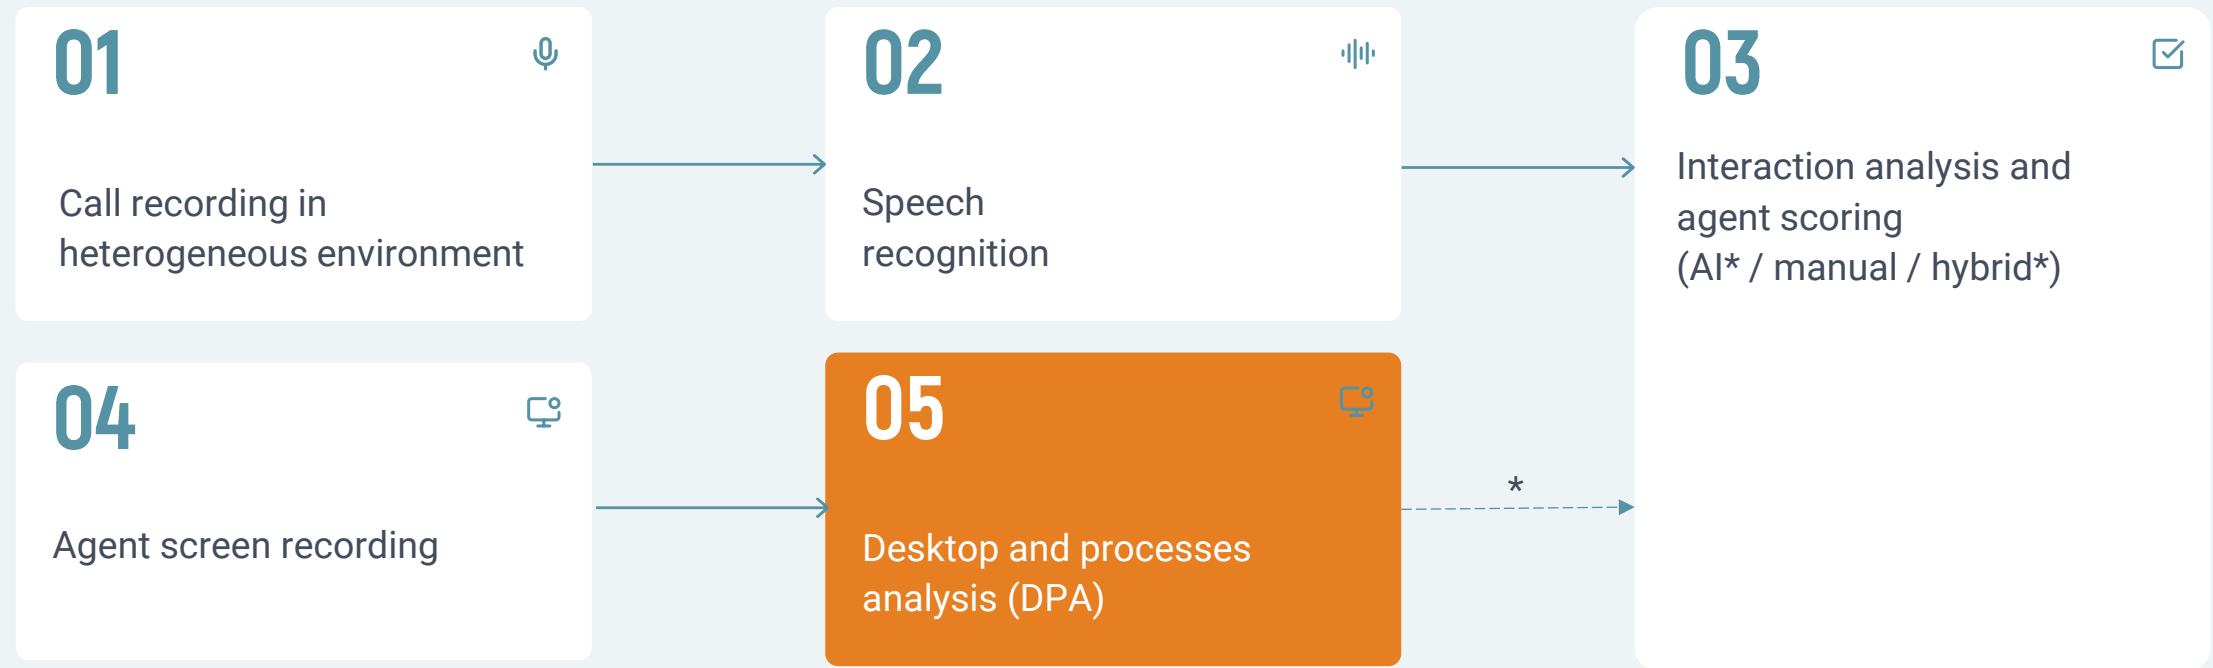 01
Call recording in
heterogeneous environment
02
Speech
recognition
03
Interaction analysis and
agent scoring
(AI* / manual / hybrid*)
04
Agent screen recording
05
Desktop and processes
analysis (DPA)
*